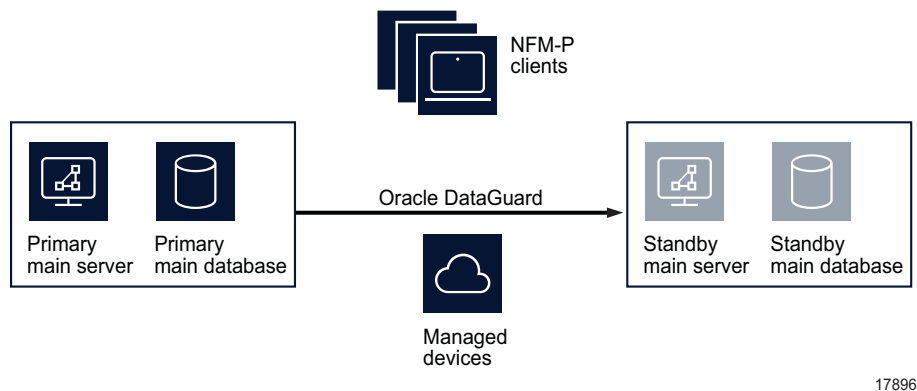 NFM-P
clients
Oracle DataGuard
Primary
main server
Primary
main database
Standby
main server
Standby
main database
Managed
devices
17896